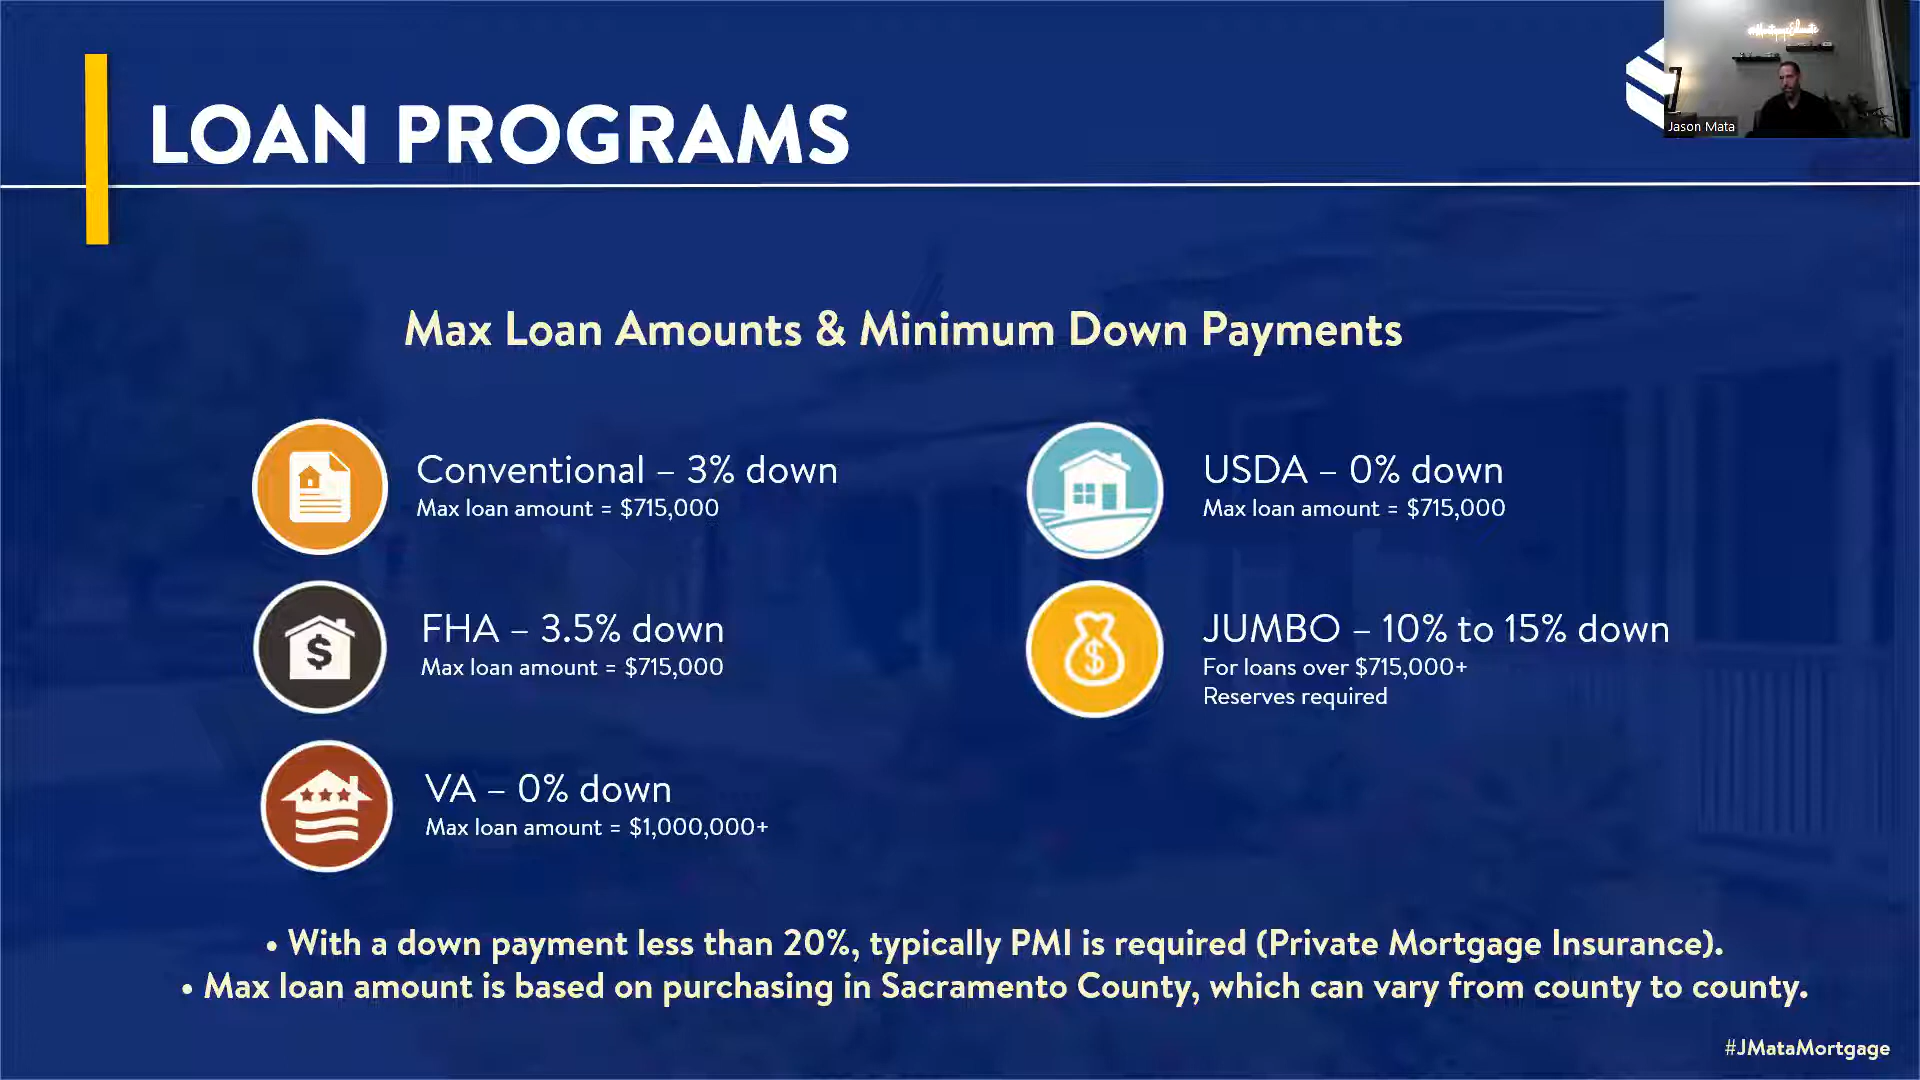 LOAN PROGRAMS
Jason Mata
Max Loan Amounts & Minimum Down Payments
Conventional – 3% down
Max loan amount = $715,000
FHA – 3.5% down
Max loan amount = $715,000
VA – 0% down
Max loan amount = $1,000,000+
USDA – 0% down
Max loan amount = $715,000
JUMBO – 10% to 15% down
For loans over $715,000+
Reserves required
• With a down payment less than 20%, typically PMI is required (Private Mortgage Insurance).
• Max loan amount is based on purchasing in Sacramento County, which can vary from county to county.
#JMataMortgage